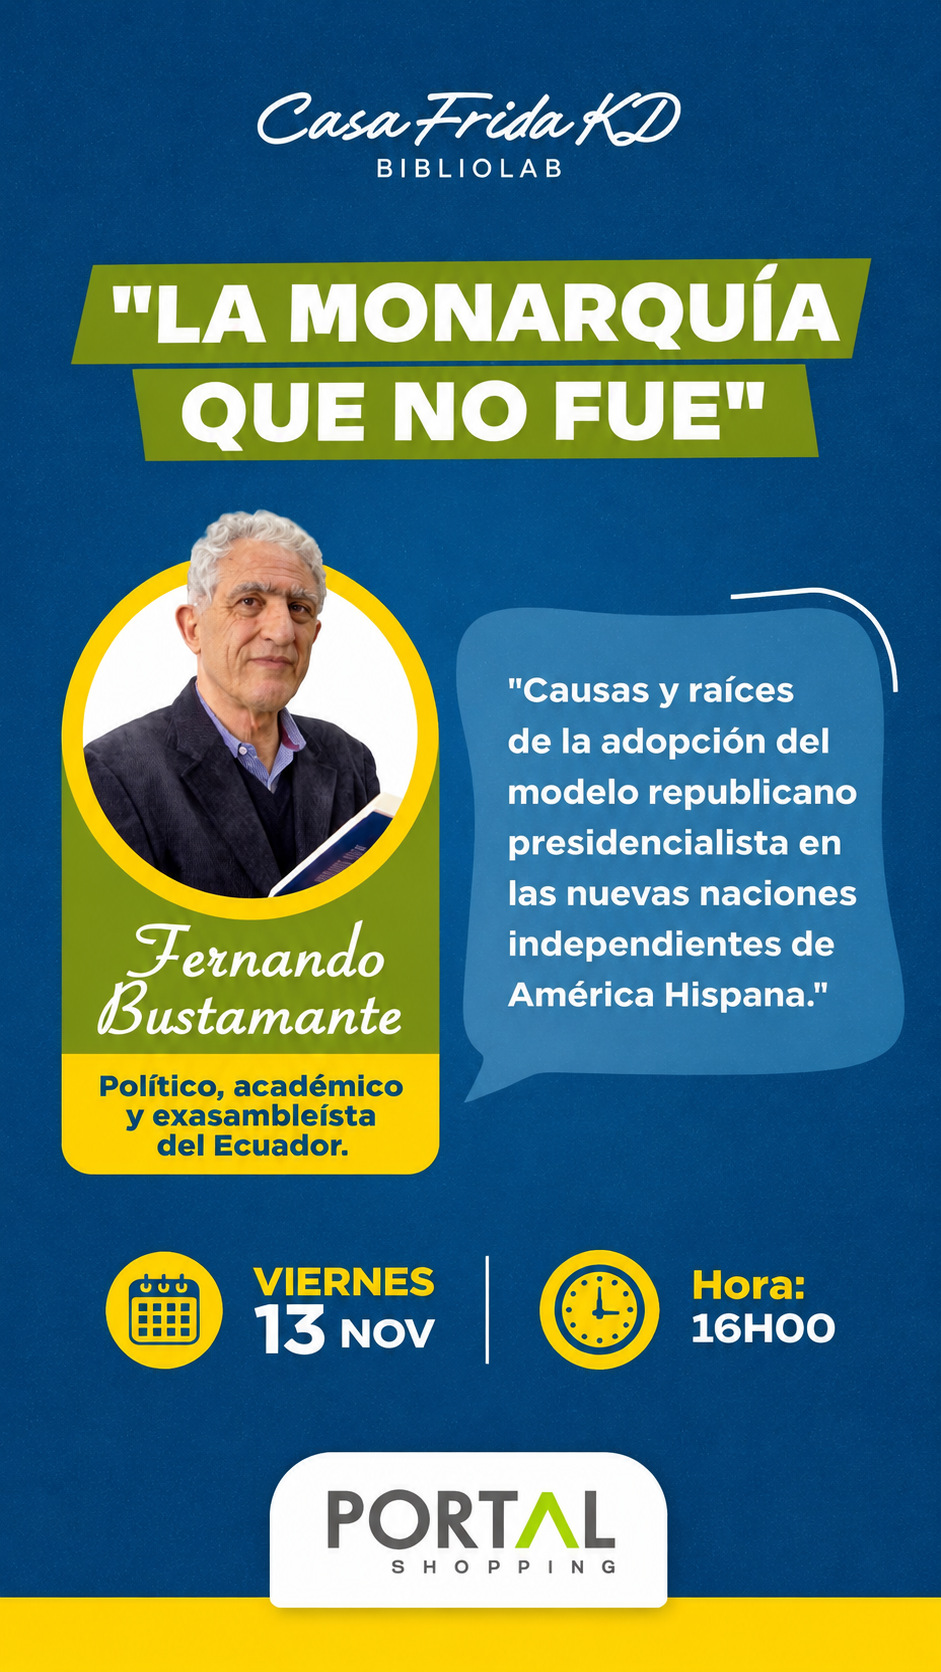 Casa Frida KD
BIBLIOLAB
"LA MONARQUÍA
QUE NO FUE"
"Causas y raíces
de la adopción del
modelo republicano
presidencialista en
las nuevas naciones
independientes de
América Hispana."
Fernando
Bustamante
Político, académico
y exasambleísta
del Ecuador.
VIERNES
13 NOV
Hora:
16H00
PORTAL
SHOPPING